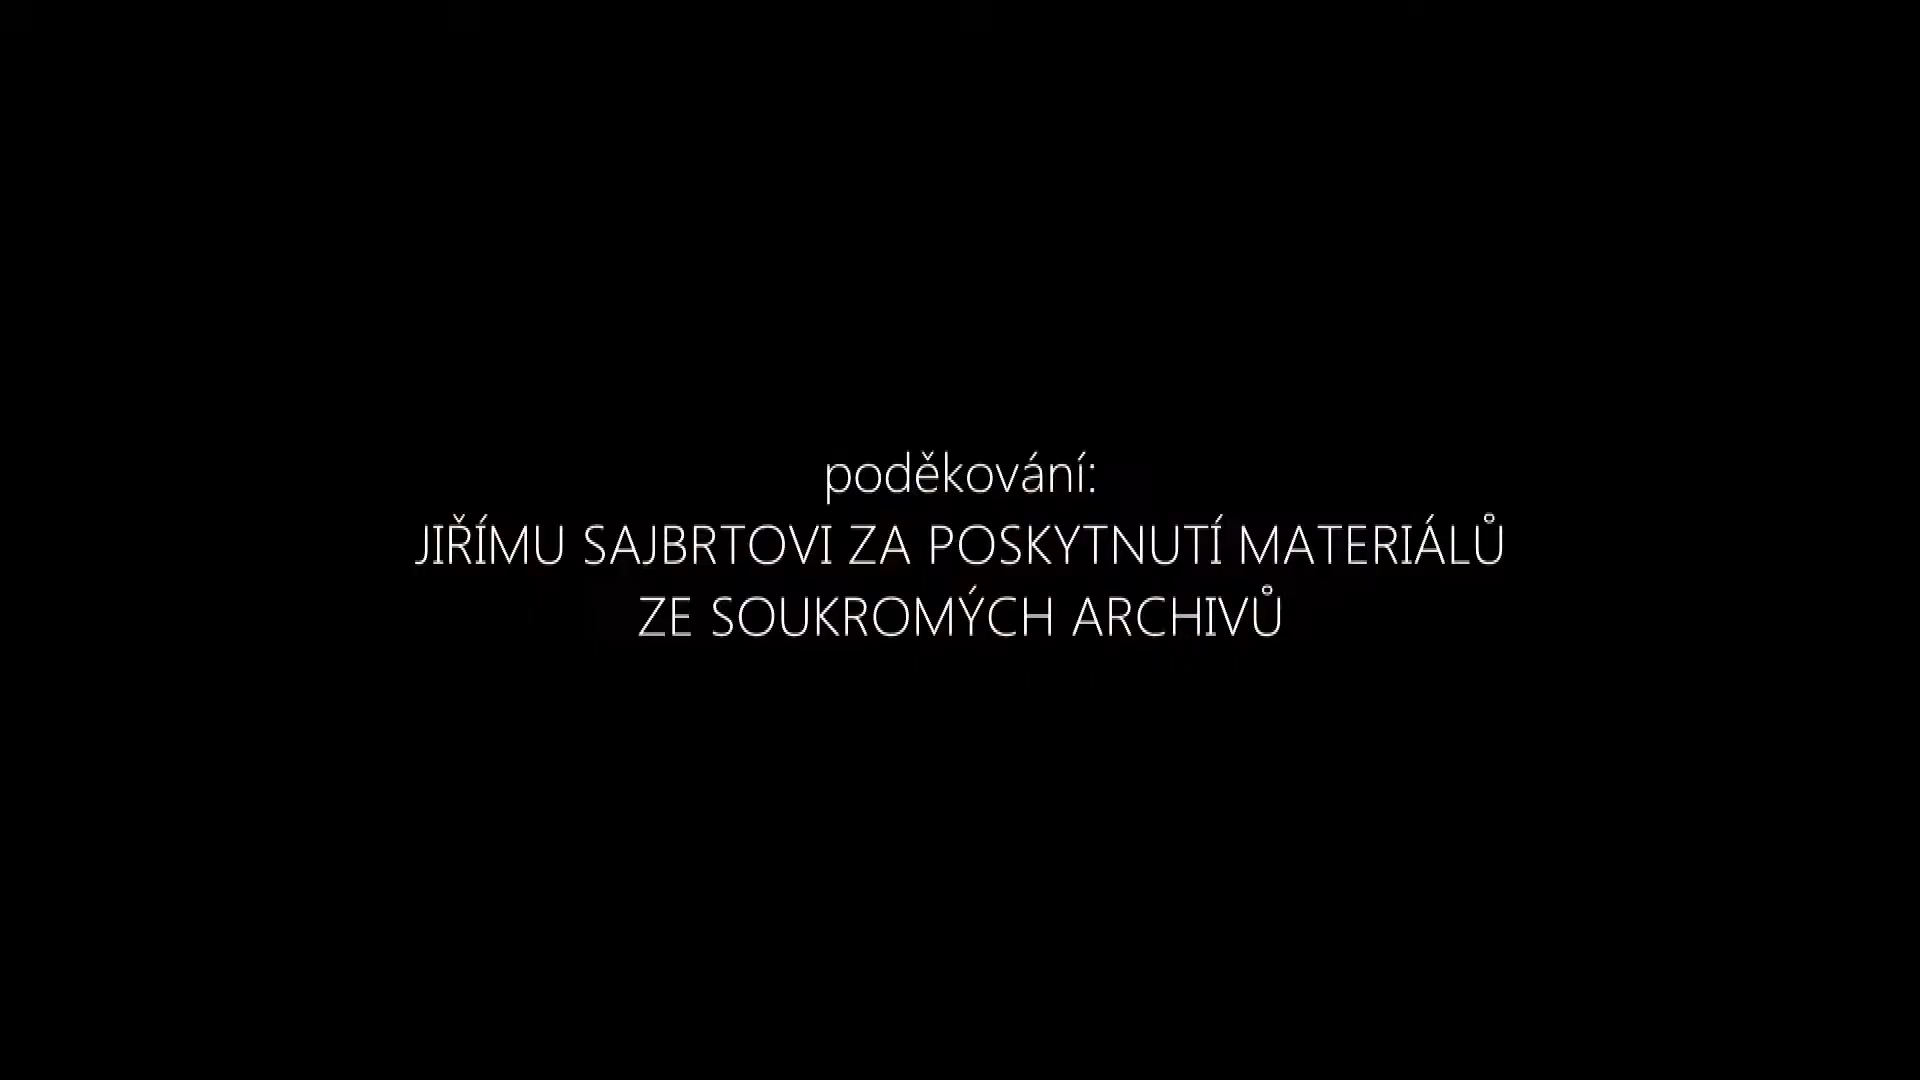 poděkování:
JIŘÍMU SAJBRTOVI ZA POSKYTNUTÍ MATERIÁLŮ
ZE SOUKROMÝCH ARCHIVŮ